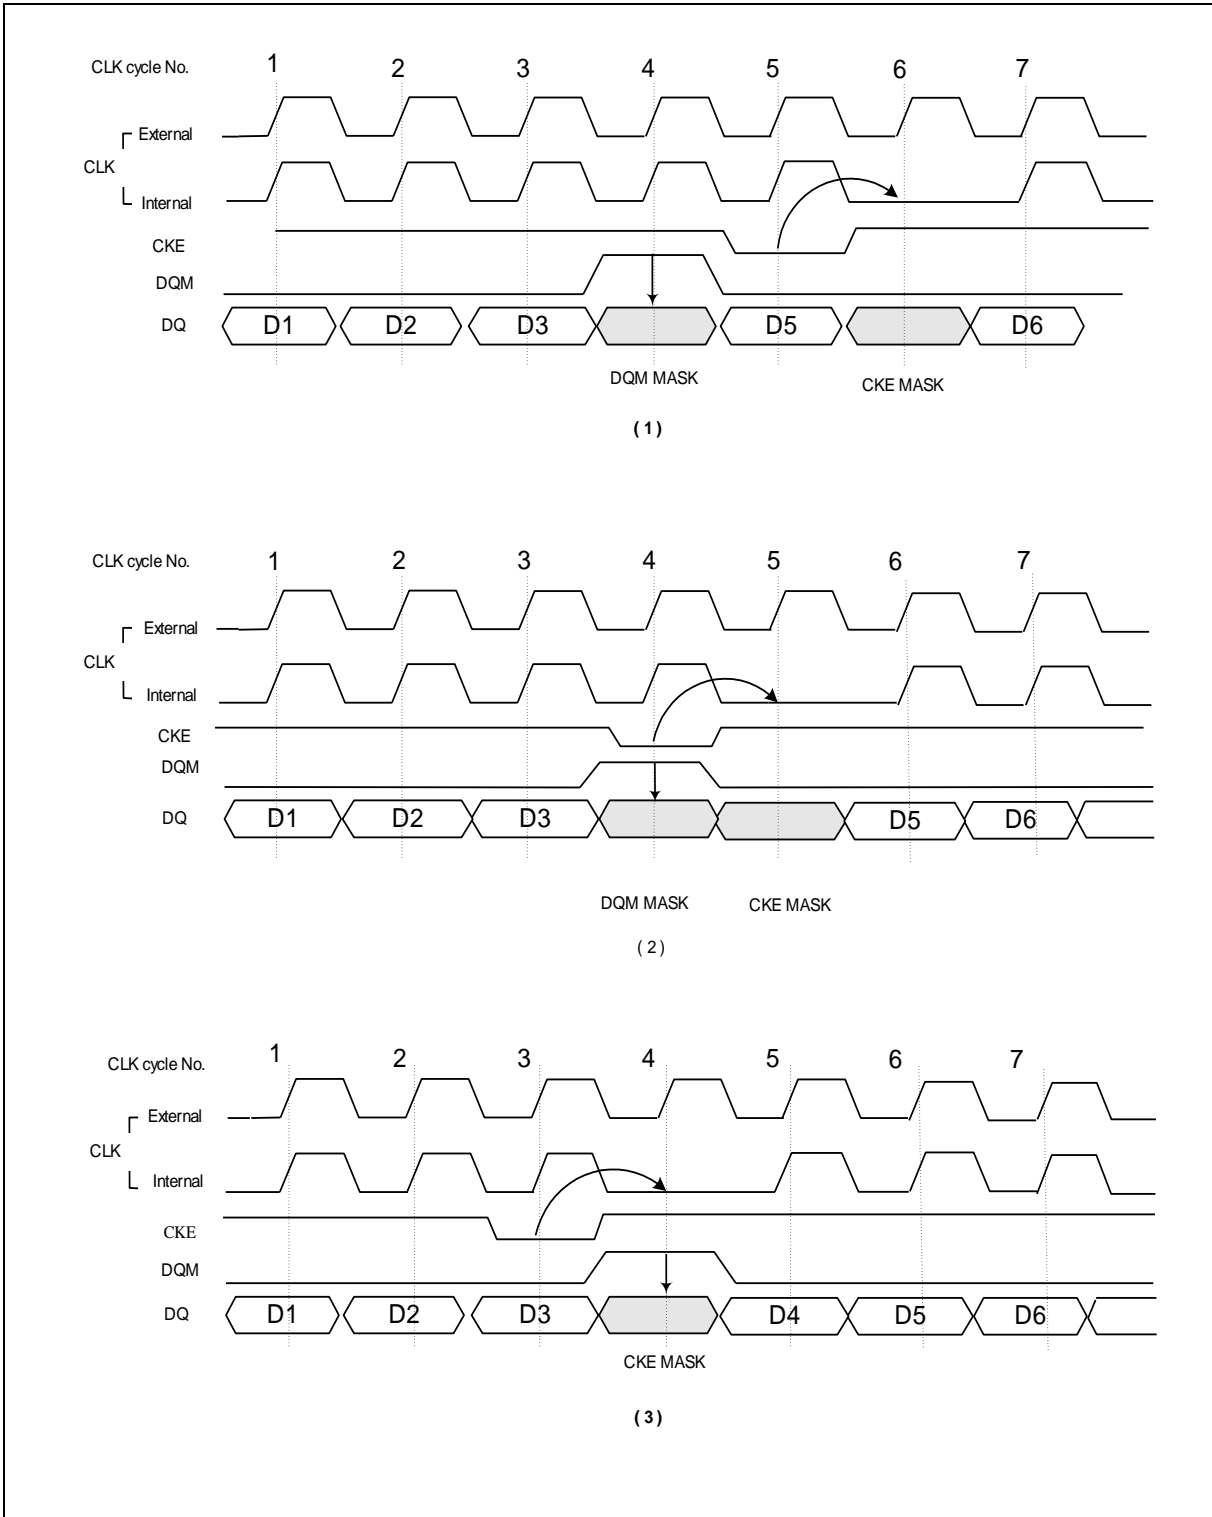 CLK cycle No. 1 2 3 4 5 6 7
External
CLK
Internal
CKE
DQM
DQ D1 D2 D3 D5 D6
DQM MASK CKE MASK
( 1 )
CLK cycle No. 1 2 3 4 5 6 7
External
CLK
Internal
CKE
DQM
DQ D1 D2 D3 D5 D6
DQM MASK CKE MASK
( 2 )
CLK cycle No. 1 2 3 4 5 6 7
External
CLK
Internal
CKE
DQM
DQ D1 D2 D3 D4 D5 D6
CKE MASK
( 3 )